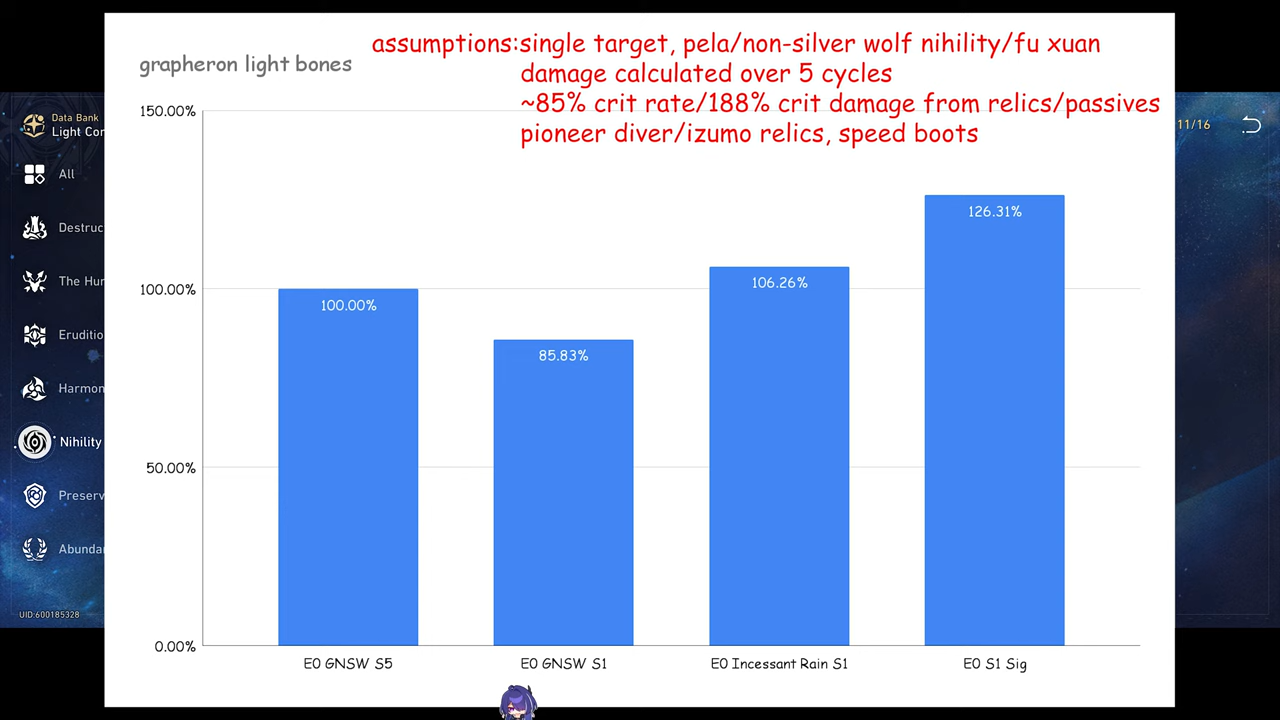 assumptions:single target, pela/non-silver wolf nihility/fu xuan
damage calculated over 5 cycles
~85% crit rate/188% crit damage from relics/passives
pioneer diver/izumo relics, speed boots
grapheron light bones
150.00%
100.00%
50.00%
0.00%
100.00%
85.83%
106.26%
126.31%
E0 GNSW S5
E0 GNSW S1
E0 Incessant Rain S1
E0 S1 Sig
Data Bank
Light Con
All
Destruc
The Hun
Eruditio
Harmon
Nihility
Preserv
Abundar
UID:600185328
11/16